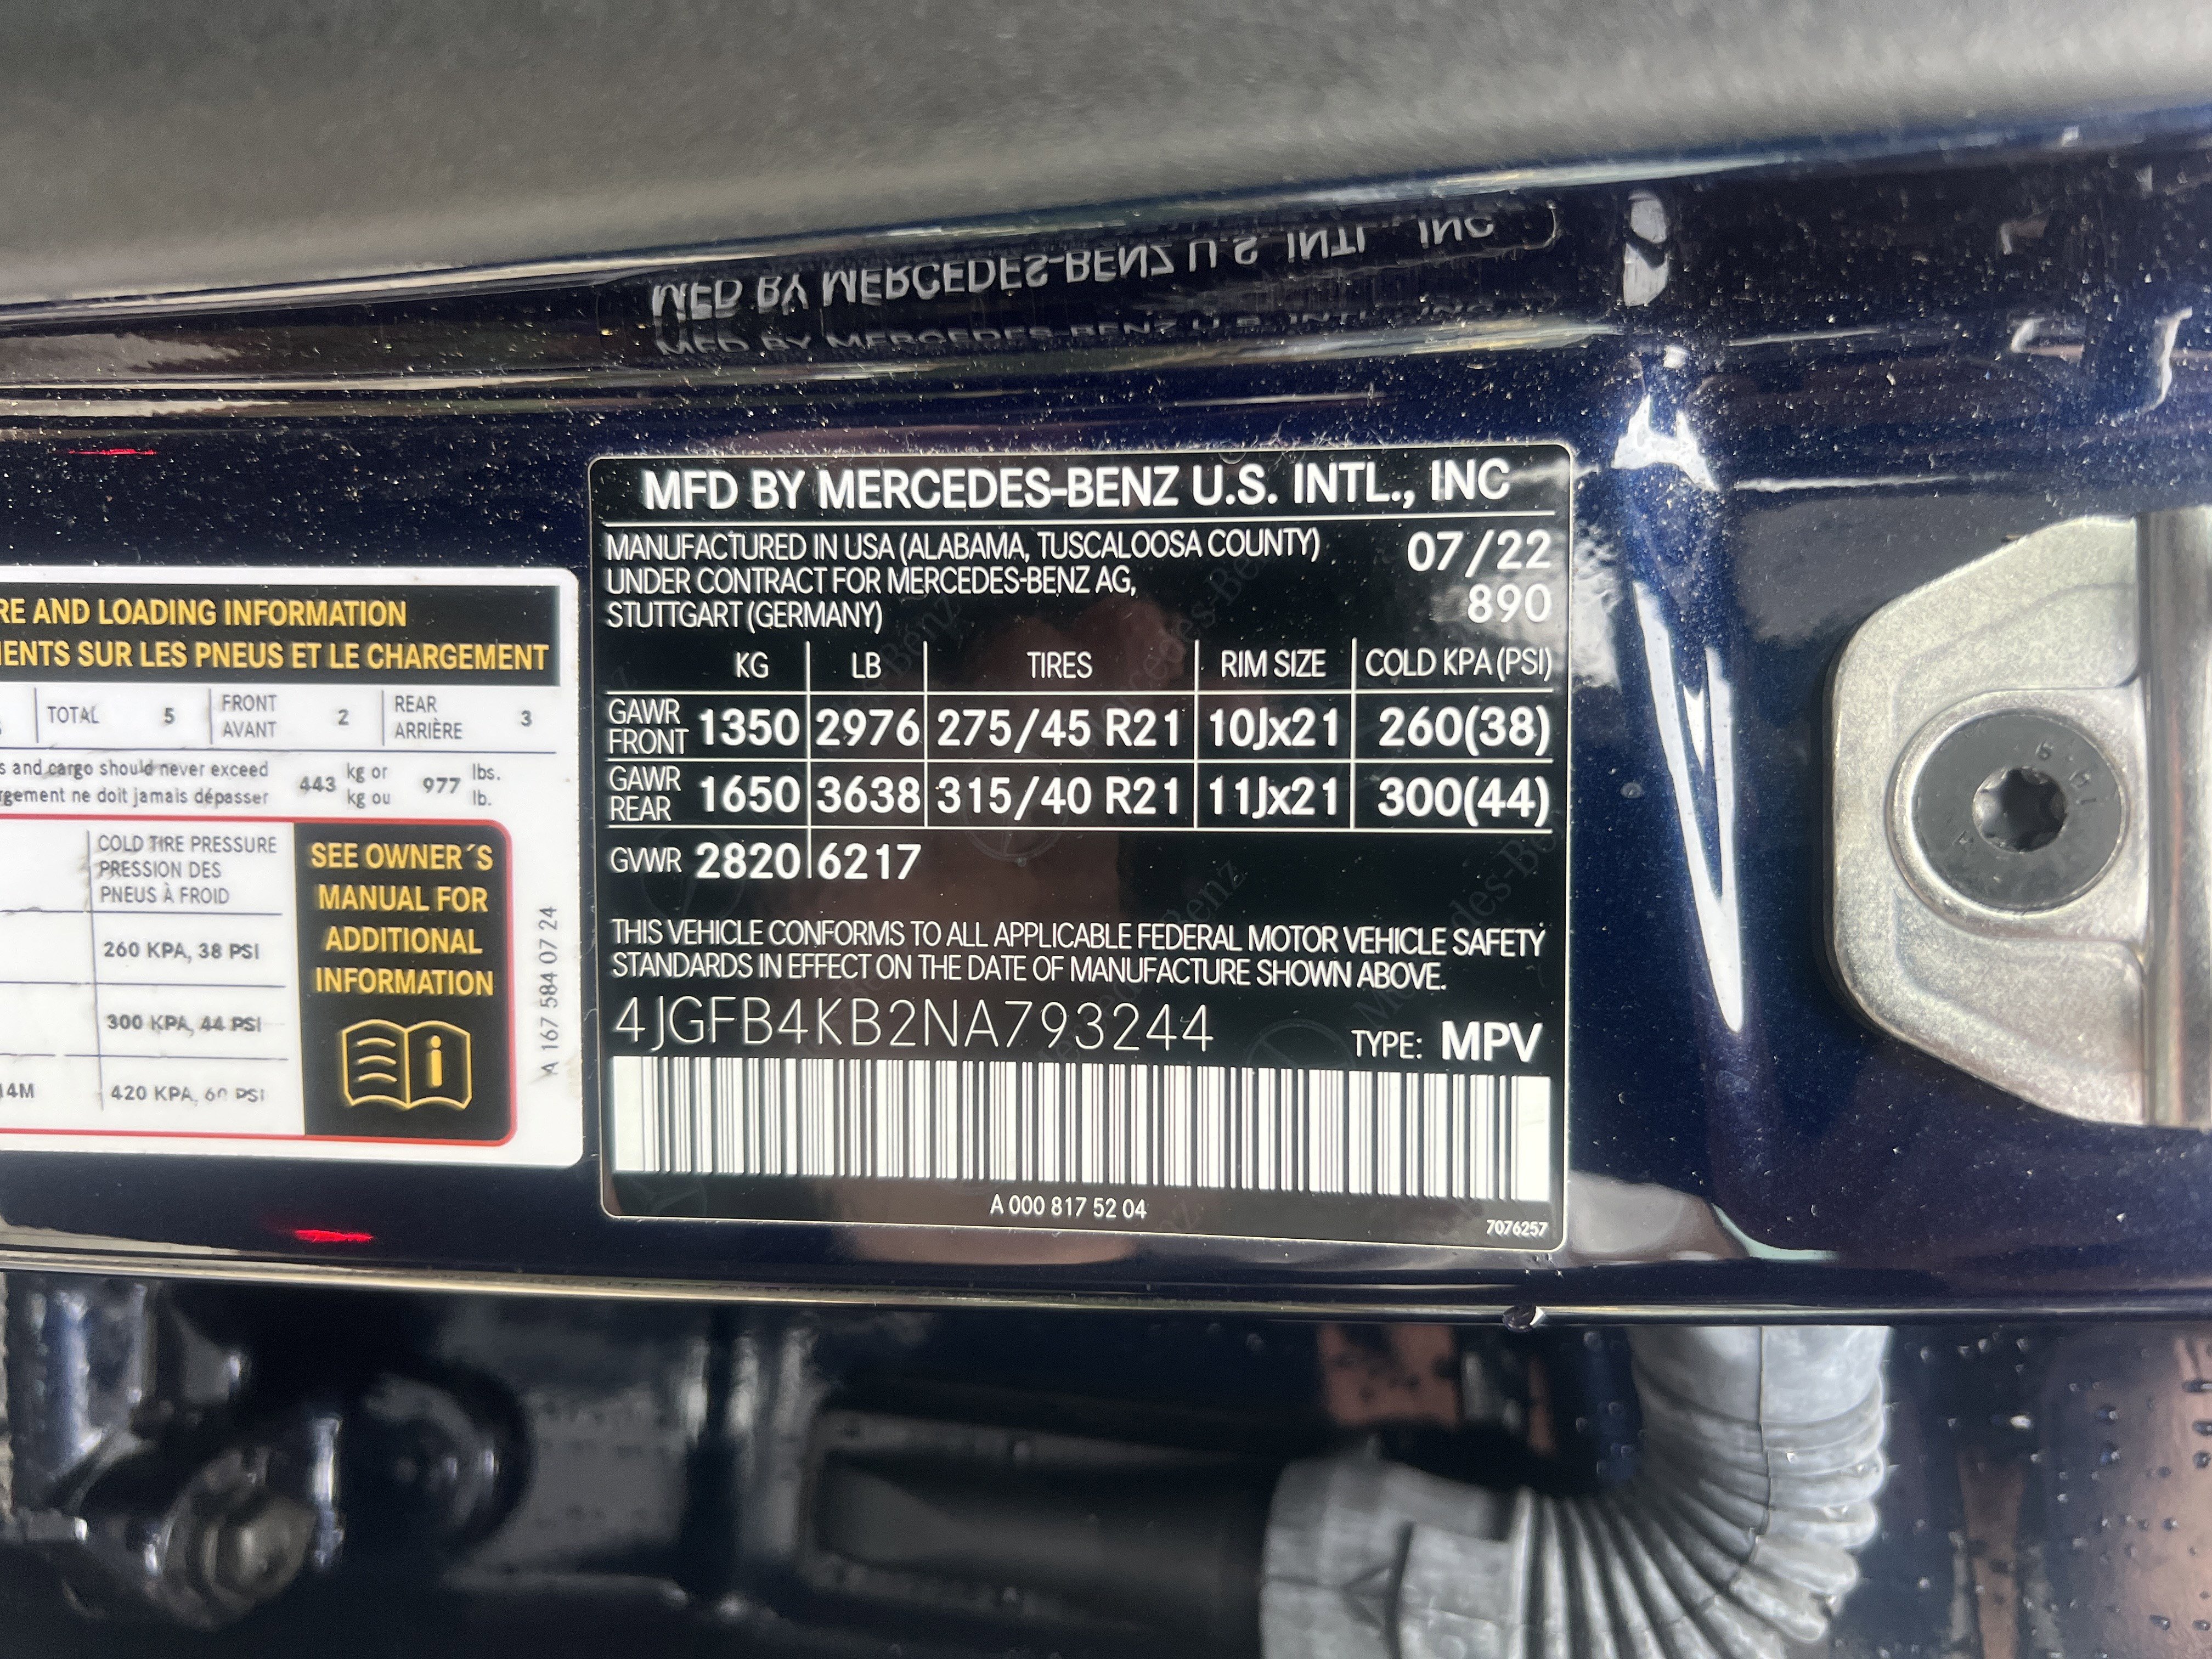 RE AND LOADING INFORMATION
ENTS SUR LES PNEUS ET LE CHARGEMENT
TOTAL 5 FRONT AVANT 2 REAR ARRIÈRE 3
s and cargo should never exceed 443 kg or 977 lbs.
rgement ne doit jamais dépasser kg ou lb.
COLD TIRE PRESSURE
PRESSION DES
PNEUS À FROID
260 KPA, 38 PSI
300 KPA, 44 PSI
14M 420 KPA, 60 PSI
SEE OWNER´S
MANUAL FOR
ADDITIONAL
INFORMATION
A 167 584 07 24
MFD BY MERCEDES-BENZ U.S. INTL., INC
MANUFACTURED IN USA (ALABAMA, TUSCALOOSA COUNTY) 07/22
UNDER CONTRACT FOR MERCEDES-BENZ AG, 890
STUTTGART (GERMANY)
KG LB TIRES RIM SIZE COLD KPA (PSI)
GAWR FRONT 1350 2976 275/45 R21 10Jx21 260(38)
GAWR REAR 1650 3638 315/40 R21 11Jx21 300(44)
GVWR 2820 6217
THIS VEHICLE CONFORMS TO ALL APPLICABLE FEDERAL MOTOR VEHICLE SAFETY
STANDARDS IN EFFECT ON THE DATE OF MANUFACTURE SHOWN ABOVE.
4JGFB4KB2NA793244 TYPE: MPV
A 000 817 52 04
7076257